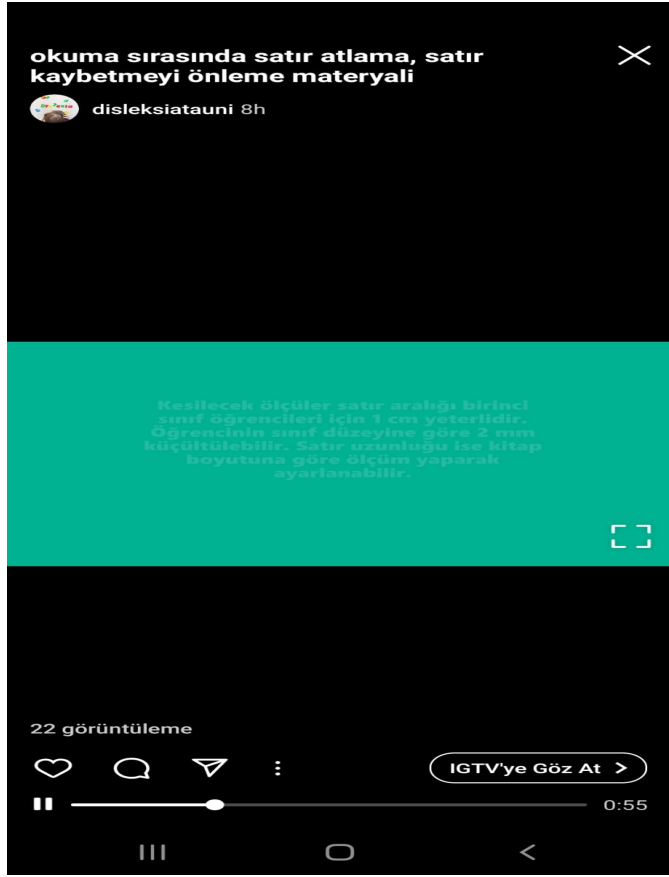 okuma sırasında satır atlama, satır
kaybetmeyi önleme materyali
disleksiatauni 8h
Kesilecek ölçüler satır aralığı birinci
sınıf öğrencileri için 1 cm yeterlidir.
Öğrencinin sınıf düzeyine göre 2 mm
küçültülebilir. Satır uzunluğu ise kitap
boyutuna göre ölçüm yaparak
ayarlanabilir.
22 görüntüleme
IGTV'ye Göz At >
0:55